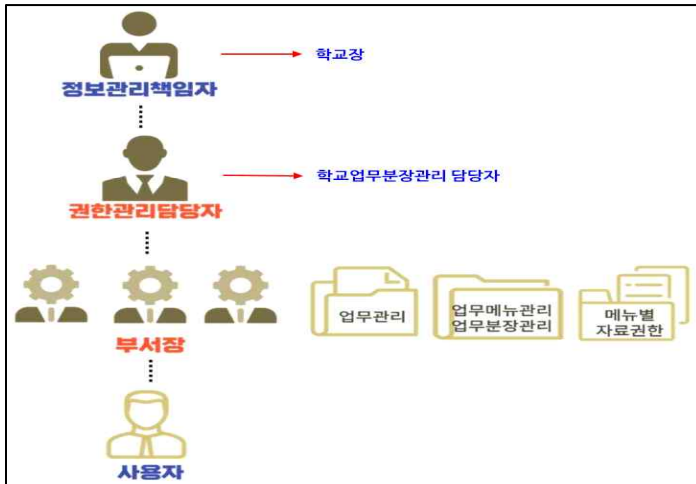 학교장
정보관리책임자
학교업무분장관리 담당자
권한관리담당자
업무관리
업무메뉴관리
업무분장관리
메뉴별
자료권한
부서장
사용자